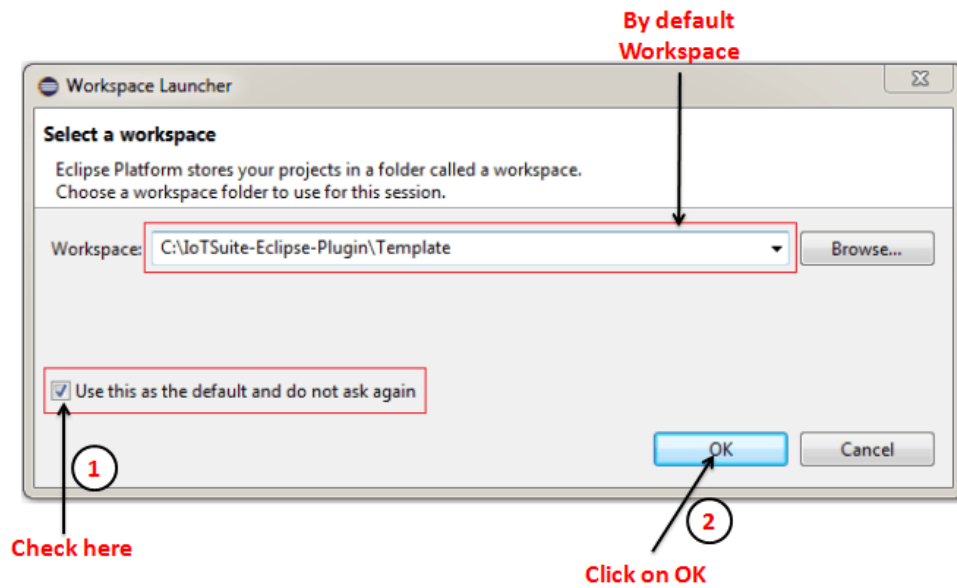 By default
Workspace
Workspace Launcher
Select a workspace
Eclipse Platform stores your projects in a folder called a workspace.
Choose a workspace folder to use for this session.
Workspace: C:\IoTSuite-Eclipse-Plugin\Template Browse...
Use this as the default and do not ask again
OK Cancel
1
2
Check here
Click on OK